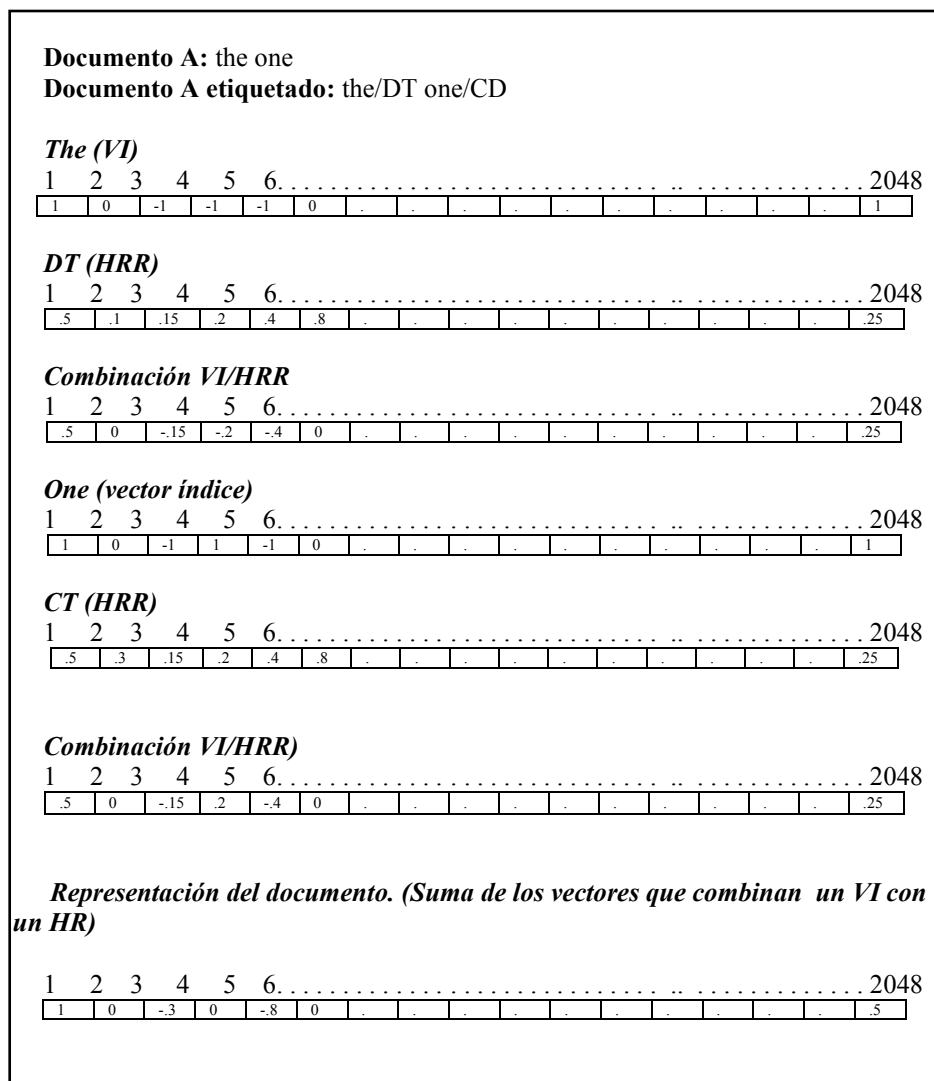 Documento A: the one
Documento A etiquetado: the/DT one/CD
The (VI)
1 2 3 4 5 6. . . . . . . . . . . . . . . . . . . . . . . . . . . . .. . . . . . . . . . . . . . 2048
1 0 -1 -1 -1 0 . . . . . . . . . . 1
DT (HRR)
1 2 3 4 5 6. . . . . . . . . . . . . . . . . . . . . . . . . . . . .. . . . . . . . . . . . . . 2048
.5 .1 .15 .2 .4 .8 . . . . . . . . . . .25
Combinación VI/HRR
1 2 3 4 5 6. . . . . . . . . . . . . . . . . . . . . . . . . . . . .. . . . . . . . . . . . . . 2048
.5 0 -.15 -.2 -.4 0 . . . . . . . . . . .25
One (vector índice)
1 2 3 4 5 6. . . . . . . . . . . . . . . . . . . . . . . . . . . . .. . . . . . . . . . . . . . 2048
1 0 -1 1 -1 0 . . . . . . . . . . 1
CT (HRR)
1 2 3 4 5 6. . . . . . . . . . . . . . . . . . . . . . . . . . . . .. . . . . . . . . . . . . . 2048
.5 .3 .15 .2 .4 .8 . . . . . . . . . . .25
Combinación VI/HRR)
1 2 3 4 5 6. . . . . . . . . . . . . . . . . . . . . . . . . . . . .. . . . . . . . . . . . . . 2048
.5 0 -.15 .2 -.4 0 . . . . . . . . . . .25
Representación del documento. (Suma de los vectores que combinan un VI con
un HR)
1 2 3 4 5 6. . . . . . . . . . . . . . . . . . . . . . . . . . . . .. . . . . . . . . . . . . . 2048
1 0 -.3 0 -.8 0 . . . . . . . . . . .5